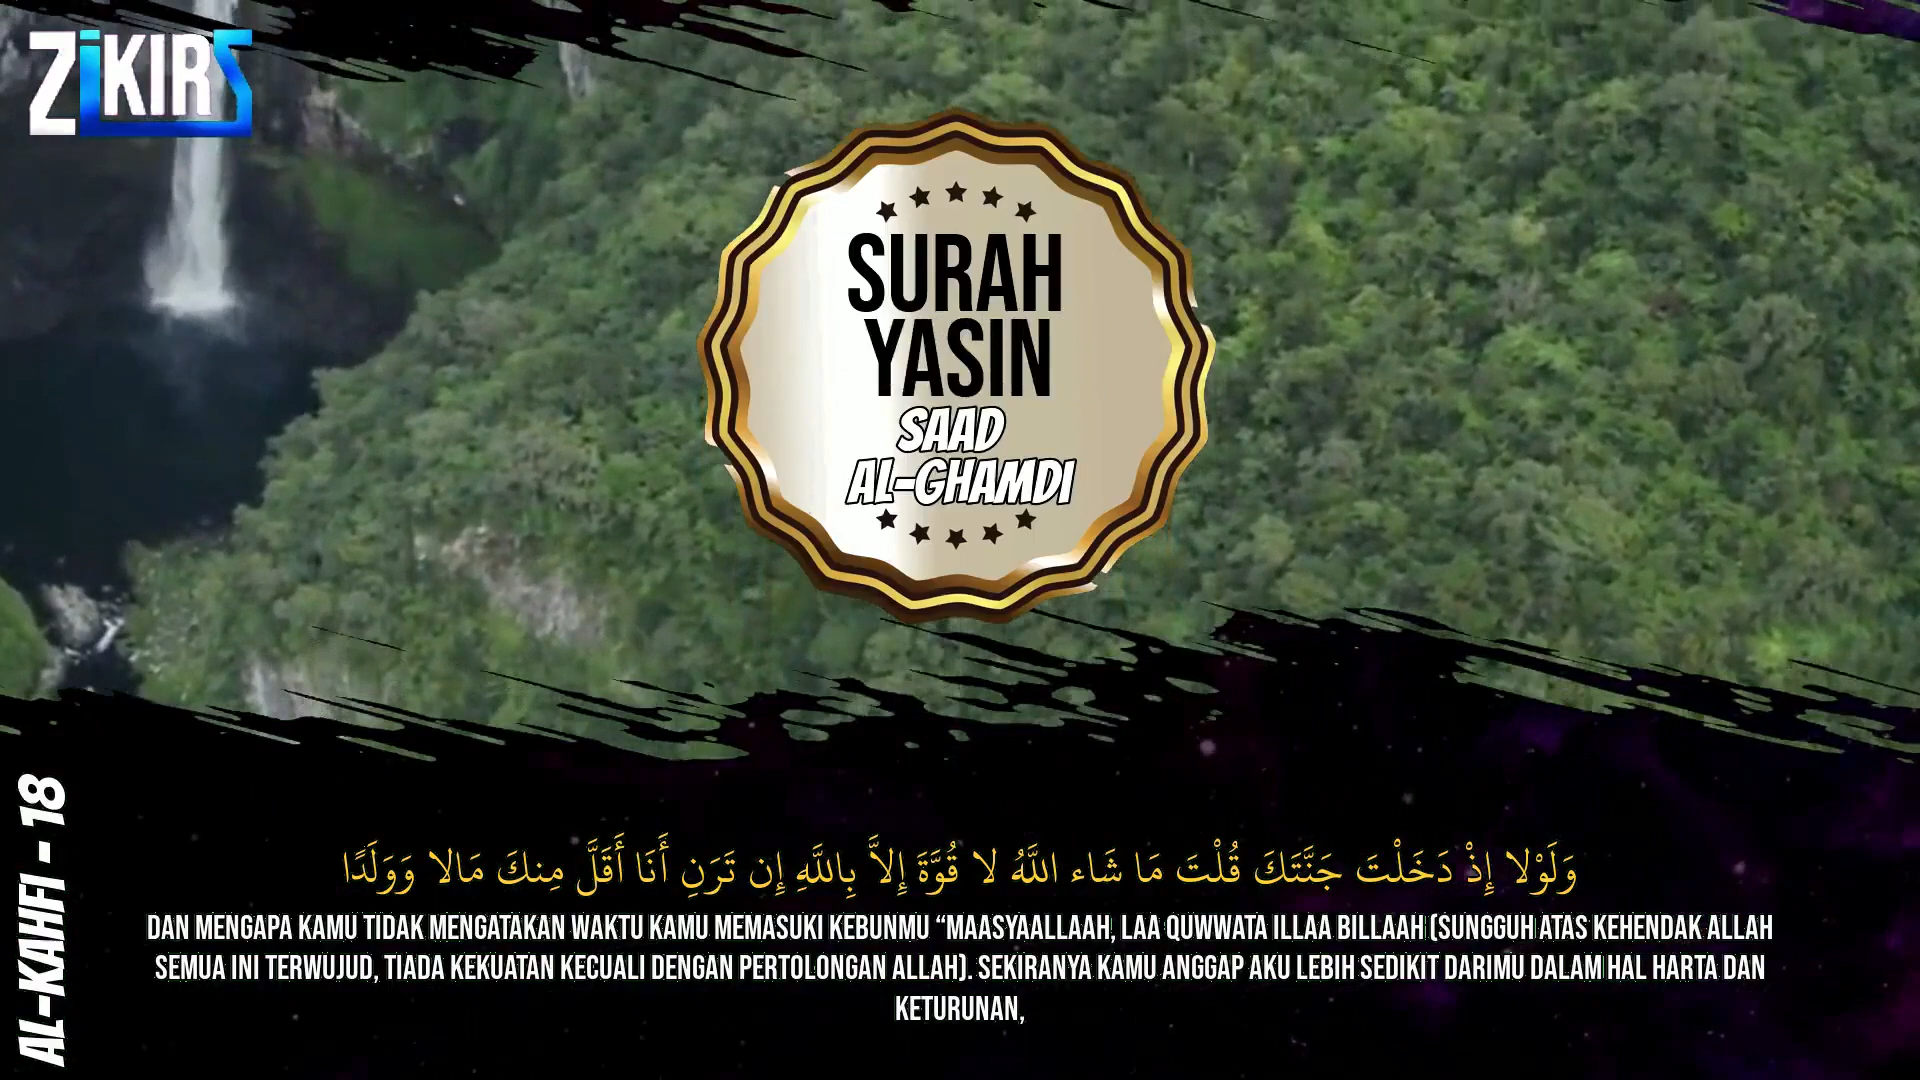 ZiKIRS
SURAH
YASIN
SAAD
AL-GHAMDI
AL-KAHFI - 18
وَلَوْلا إِذْ دَخَلْتَ جَنَّتَكَ قُلْتَ مَا شَاء اللَّهُ لا قُوَّةَ إِلاَّ بِاللَّهِ إِن تَرَنِ أَنَا أَقَلَّ مِنكَ مَالا وَوَلَدًا
DAN MENGAPA KAMU TIDAK MENGATAKAN WAKTU KAMU MEMASUKI KEBUNMU “MAASYAALLAAH, LAA QUWWATA ILLAA BILLAAH (SUNGGUH ATAS KEHENDAK ALLAH
SEMUA INI TERWUJUD, TIADA KEKUATAN KECUALI DENGAN PERTOLONGAN ALLAH). SEKIRANYA KAMU ANGGAP AKU LEBIH SEDIKIT DARIMU DALAM HAL HARTA DAN
KETURUNAN,